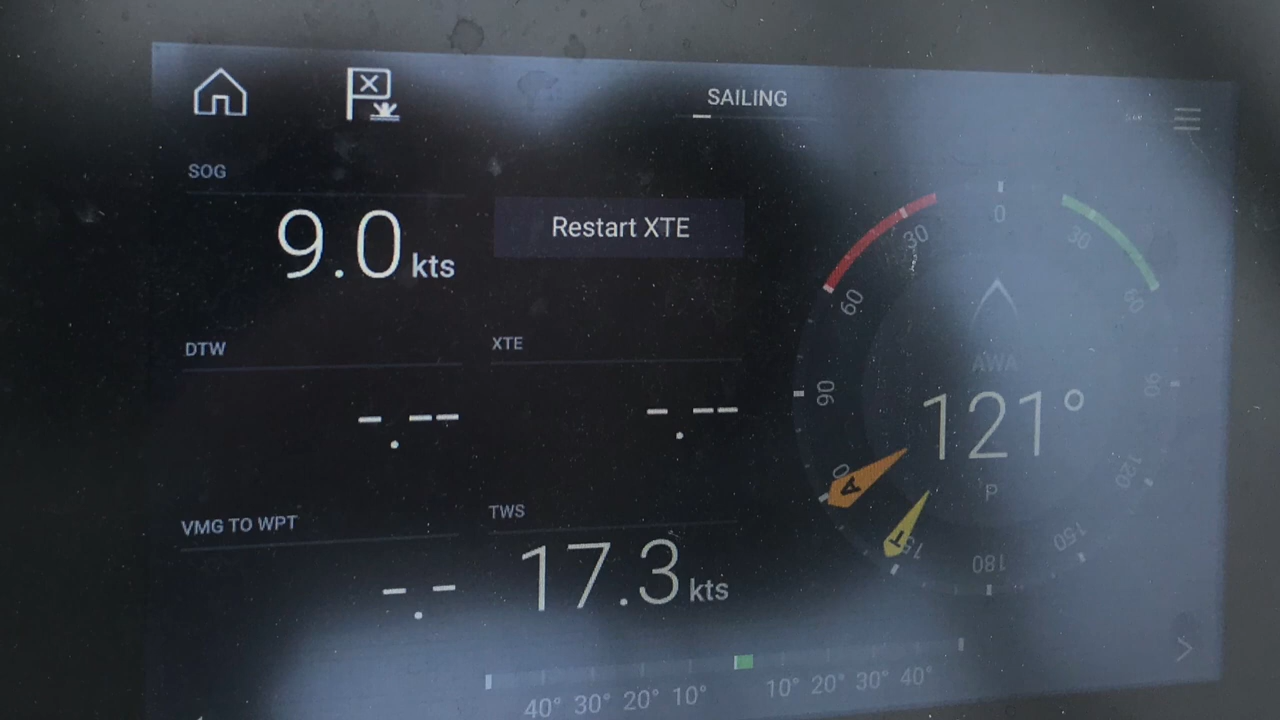 SAILING
SOG
9.0 kts
Restart XTE
DTW
-.--
XTE
-.--
VMG TO WPT
-.-
TWS
17.3 kts
40° 30° 20° 10° 10° 20° 30° 40°
0
30
30
60
60
90
90
AWA
121°
P
A
T
120
150
180